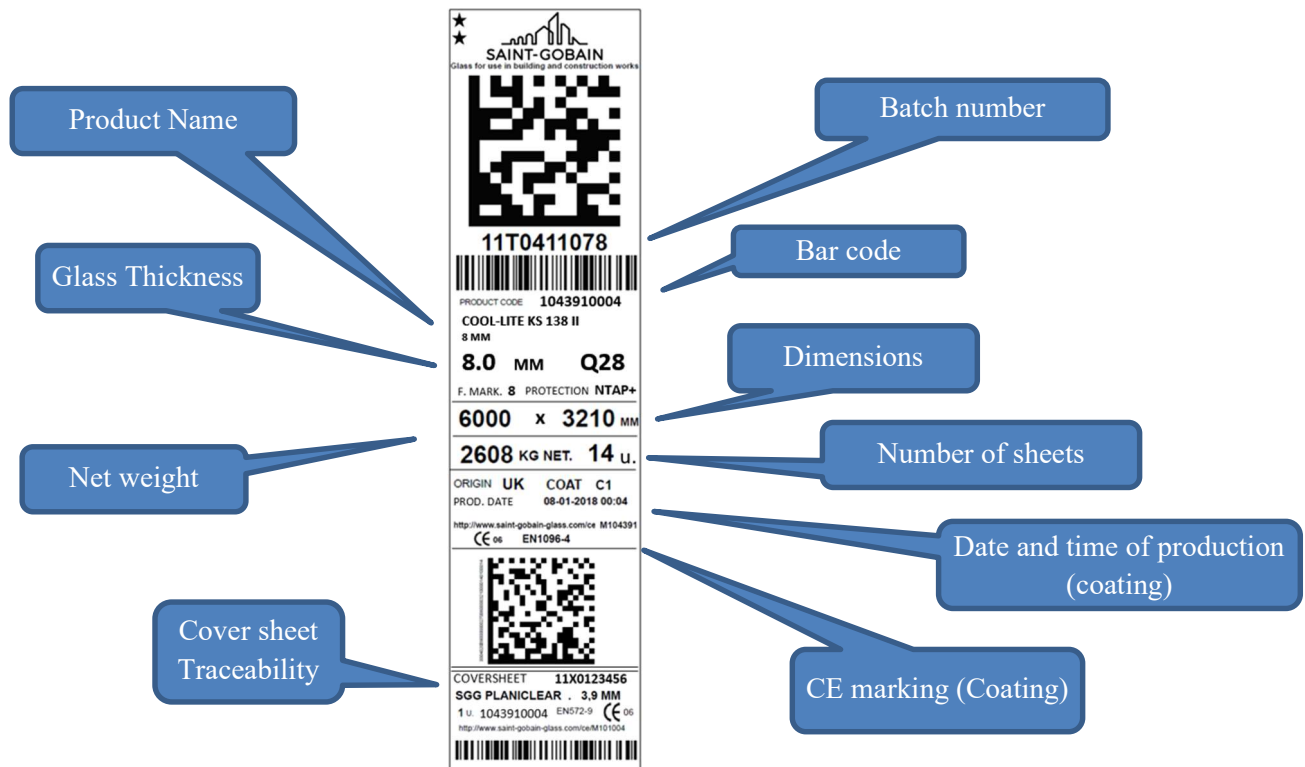 SAINT-GOBAIN
Glass for use in building and construction works
Product Name
Batch number
11T0411078
Bar code
Glass Thickness
PRODUCT CODE 1043910004
COOL-LITE KS 138 II
8 MM
8.0 MM Q28
Dimensions
F. MARK. 8 PROTECTION NTAP+
6000 x 3210 MM
Net weight
2608 KG NET. 14 u.
Number of sheets
ORIGIN UK COAT C1
PROD. DATE 08-01-2018 00:04
http://www.saint-gobain-glass.com/ce M104391
CE 06 EN1096-4
Date and time of production
(coating)
Cover sheet
Traceability
CE marking (Coating)
COVERSHEET 11X0123456
SGG PLANICLEAR . 3,9 MM
1 U. 1043910004 EN572-9 CE 06
http://www.saint-gobain.com/ce/M101004